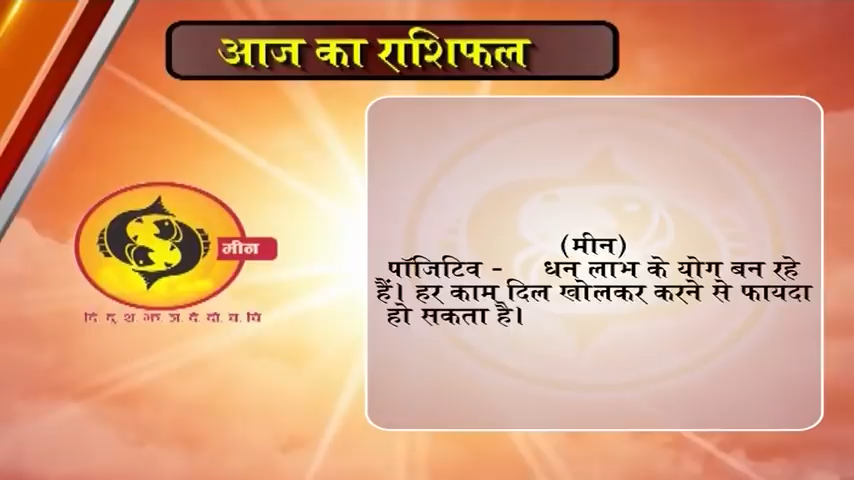 आज का राशिफल
मीन
दि. दु. थ. झ. ञ. दे. दो. च. चि
(मीन)
पॉजिटिव - धन लाभ के योग बन रहे
हैं। हर काम दिल खोलकर करने से फायदा
हो सकता है।